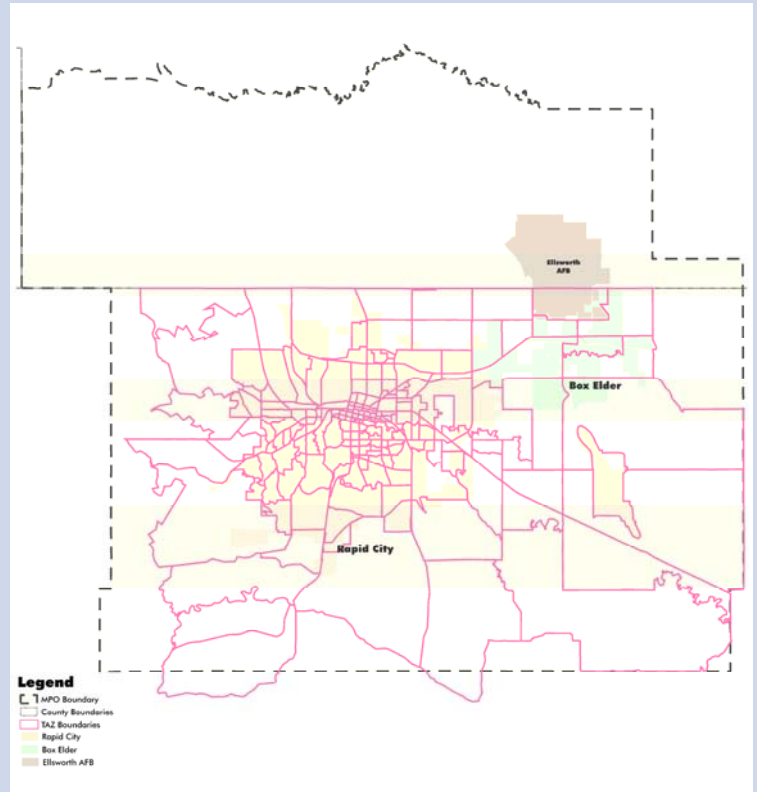 Ellsworth
AFB
Box Elder
Rapid City
Legend
MPO Boundary
County Boundaries
TAZ Boundaries
Rapid City
Box Elder
Ellsworth AFB